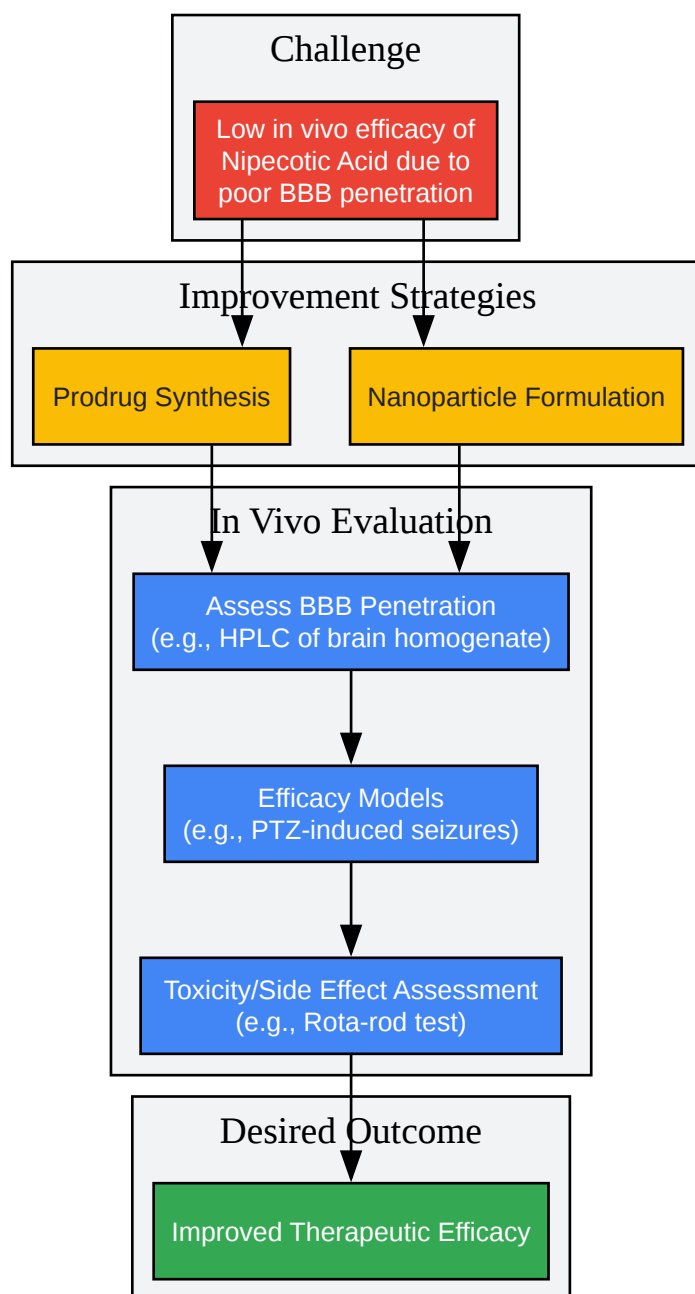 Challenge
Low in vivo efficacy of
Nipecotic Acid due to
poor BBB penetration
Improvement Strategies
Prodrug Synthesis
Nanoparticle Formulation
In Vivo Evaluation
Assess BBB Penetration
(e.g., HPLC of brain homogenate)
Efficacy Models
(e.g., PTZ-induced seizures)
Toxicity/Side Effect Assessment
(e.g., Rota-rod test)
Desired Outcome
Improved Therapeutic Efficacy